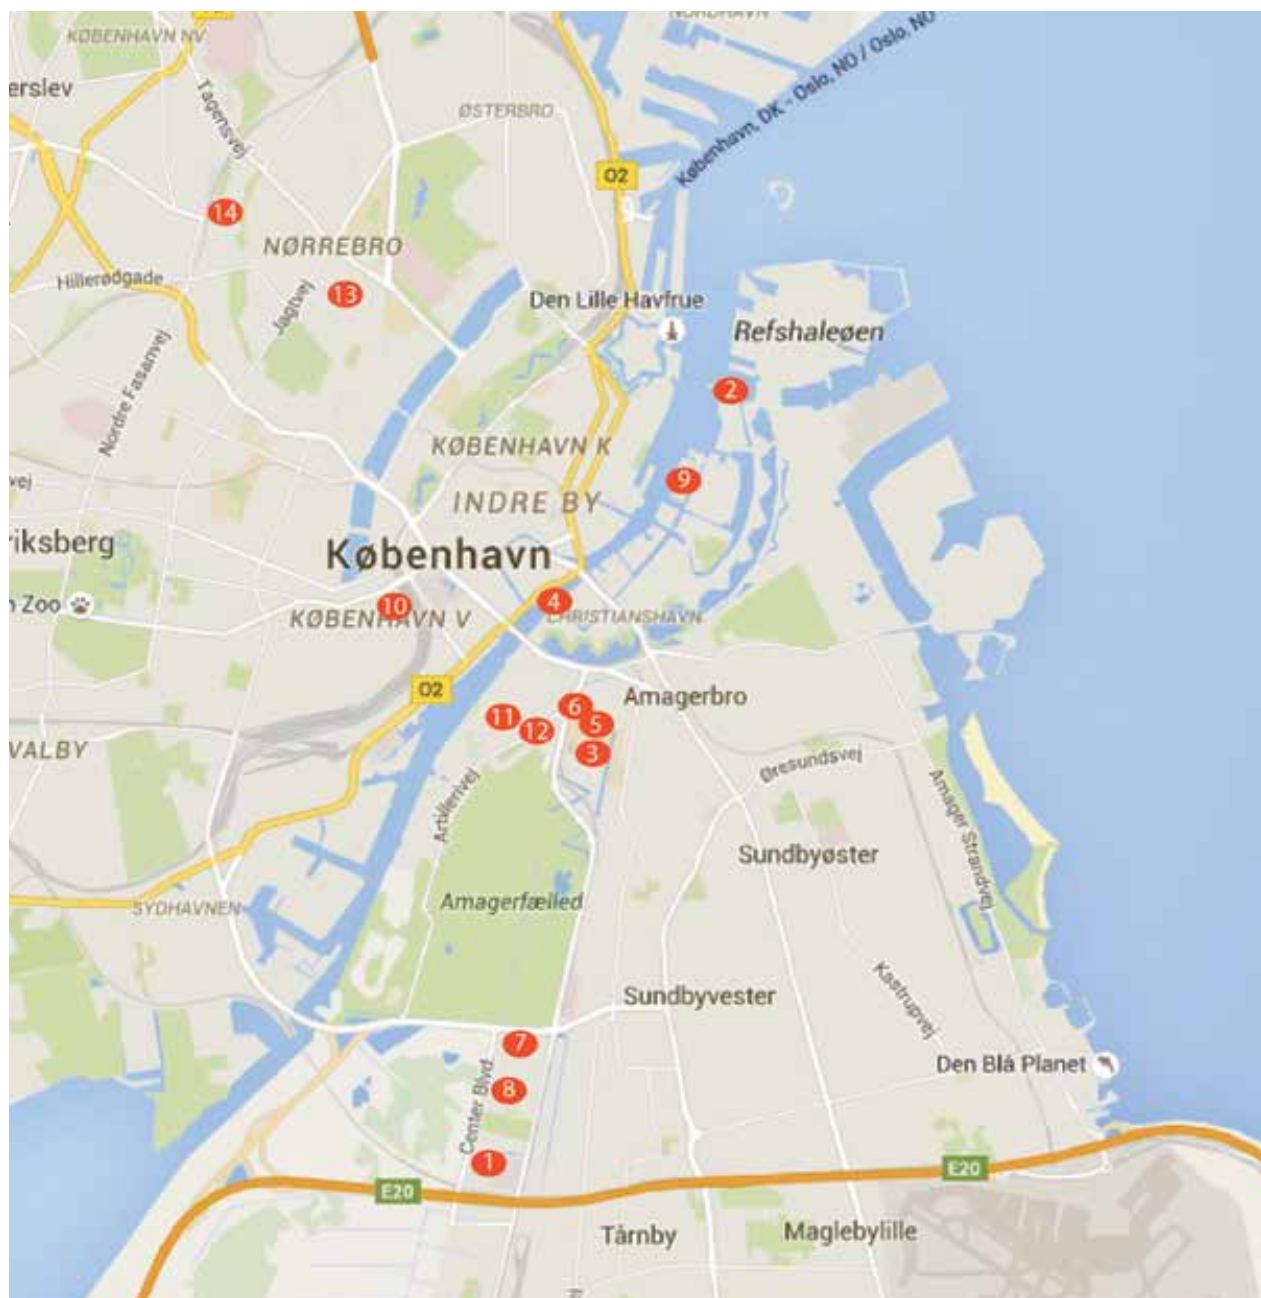 NORDHAVN
KØBENHAVN NV
København, DK - Oslo, NO / Oslo, NO
erslev
Tagensvej
ØSTERBRO
O2
14
NØRREBRO
Hillerødgade
13
Jagtvej
Den Lille Havfrue
Refshaleøen
Nordre Fasanvej
2
KØBENHAVN K
vej
9
INDRE BY
riksberg
København
n Zoo
10
KØBENHAVN V
4
CHRISTIANSHAVN
O2
Amagerbro
6
11
12
5
3
VALBY
Øresundsvej
Artillerivej
Amager Strandvej
Sundbyøster
Amagerfælled
SYDHAVNEN
Sundbyvester
Kastrupvej
7
Den Blå Planet
8
Center Blvd
1
E20
E20
Tårnby
Maglebylille